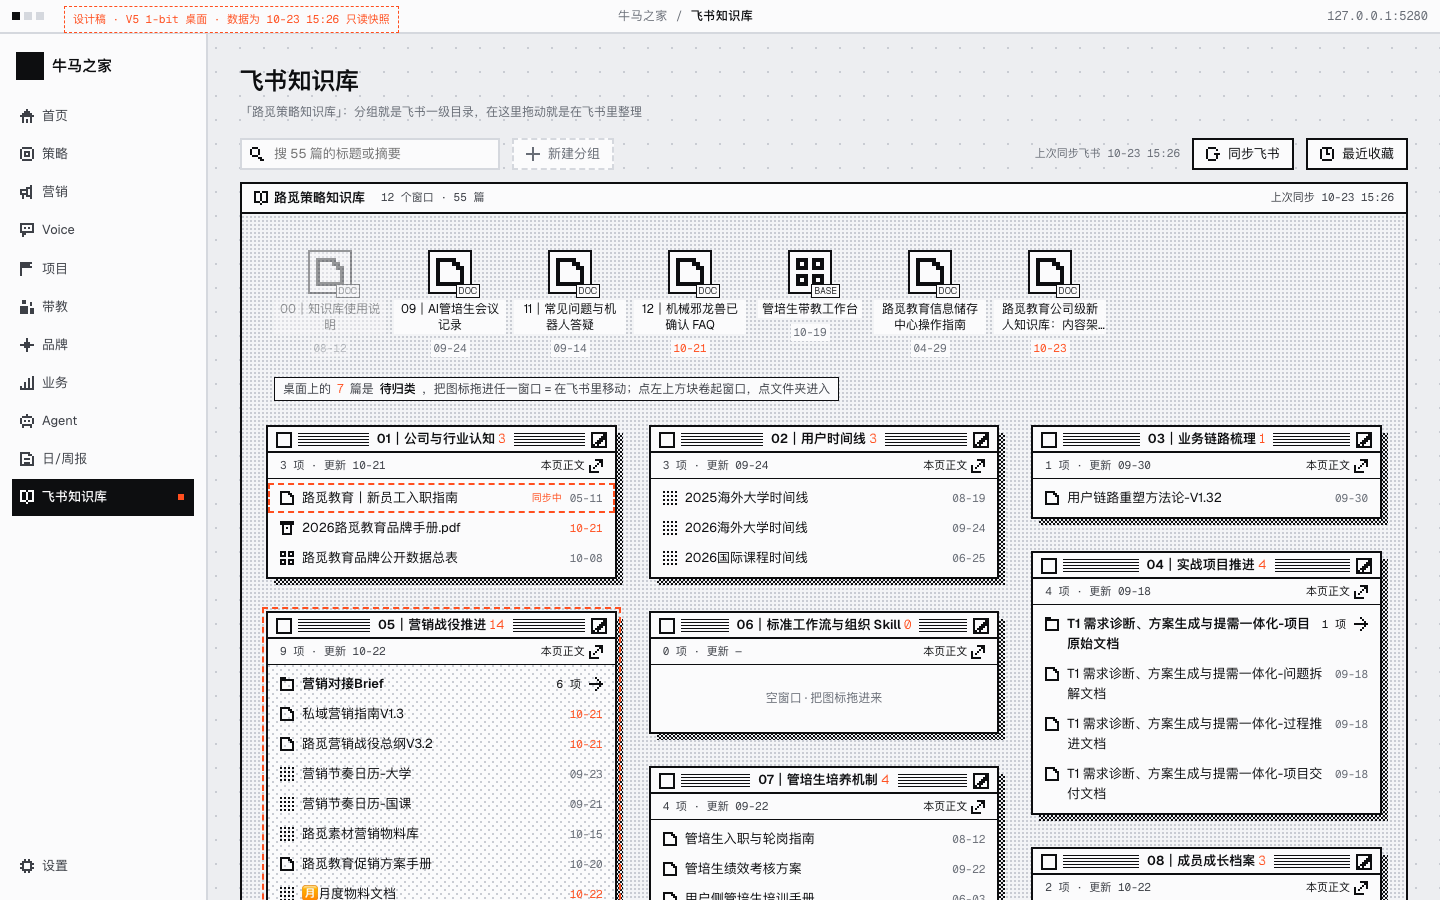 设计稿 · V5 1-bit 桌面 · 数据为 10-23 15:26 只读快照
牛马之家 / 飞书知识库
127.0.0.1:5280
牛马之家
首页
策略
营销
Voice
项目
带教
品牌
业务
Agent
日/周报
飞书知识库
设置
飞书知识库
「路觅策略知识库」：分组就是飞书一级目录，在这里拖动就是在飞书里整理
搜 55 篇的标题或摘要
新建分组
上次同步飞书 10-23 15:26
同步飞书
最近收藏
路觅策略知识库 12 个窗口 · 55 篇
上次同步 10-23 15:26
DOC
00｜知识库使用说
明
08-12
DOC
09｜AI管培生会议
记录
09-24
DOC
11｜常见问题与机
器人答疑
09-14
DOC
12｜机械邪龙兽已
确认 FAQ
10-21
BASE
管培生带教工作台
10-19
DOC
路觅教育信息储存
中心操作指南
04-29
DOC
路觅教育公司级新
人知识库：内容架…
10-23
桌面上的 7 篇是 待归类 ，把图标拖进任一窗口 = 在飞书里移动；点左上方块卷起窗口，点文件夹进入
01｜公司与行业认知 3
3 项 · 更新 10-21 本页正文
路觅教育丨新员工入职指南 同步中 05-11
2026路觅教育品牌手册.pdf 10-21
路觅教育品牌公开数据总表 10-08
02｜用户时间线 3
3 项 · 更新 09-24 本页正文
2025海外大学时间线 08-19
2026海外大学时间线 09-24
2026国际课程时间线 06-25
03｜业务链路梳理 1
1 项 · 更新 09-30 本页正文
用户链路重塑方法论-V1.32 09-30
04｜实战项目推进 4
4 项 · 更新 09-18 本页正文
T1 需求诊断、方案生成与提需一体化-项目 1 项
原始文档
T1 需求诊断、方案生成与提需一体化-问题拆 09-18
解文档
T1 需求诊断、方案生成与提需一体化-过程推 09-18
进文档
T1 需求诊断、方案生成与提需一体化-项目交 09-18
付文档
05｜营销战役推进 14
9 项 · 更新 10-22 本页正文
营销对接Brief 6 项
私域营销指南V1.3 10-21
路觅营销战役总纲V3.2 10-21
营销节奏日历-大学 09-23
营销节奏日历-国课 09-21
路觅素材营销物料库 10-15
路觅教育促销方案手册 10-20
🈷️月度物料文档 10-22
06｜标准工作流与组织 Skill 0
0 项 · 更新 — 本页正文
空窗口 · 把图标拖进来
07｜管培生培养机制 4
4 项 · 更新 09-22 本页正文
管培生入职与轮岗指南 08-12
管培生绩效考核方案 09-22
用户侧管培生培训手册 06-03
08｜成员成长档案 3
2 项 · 更新 10-22 本页正文